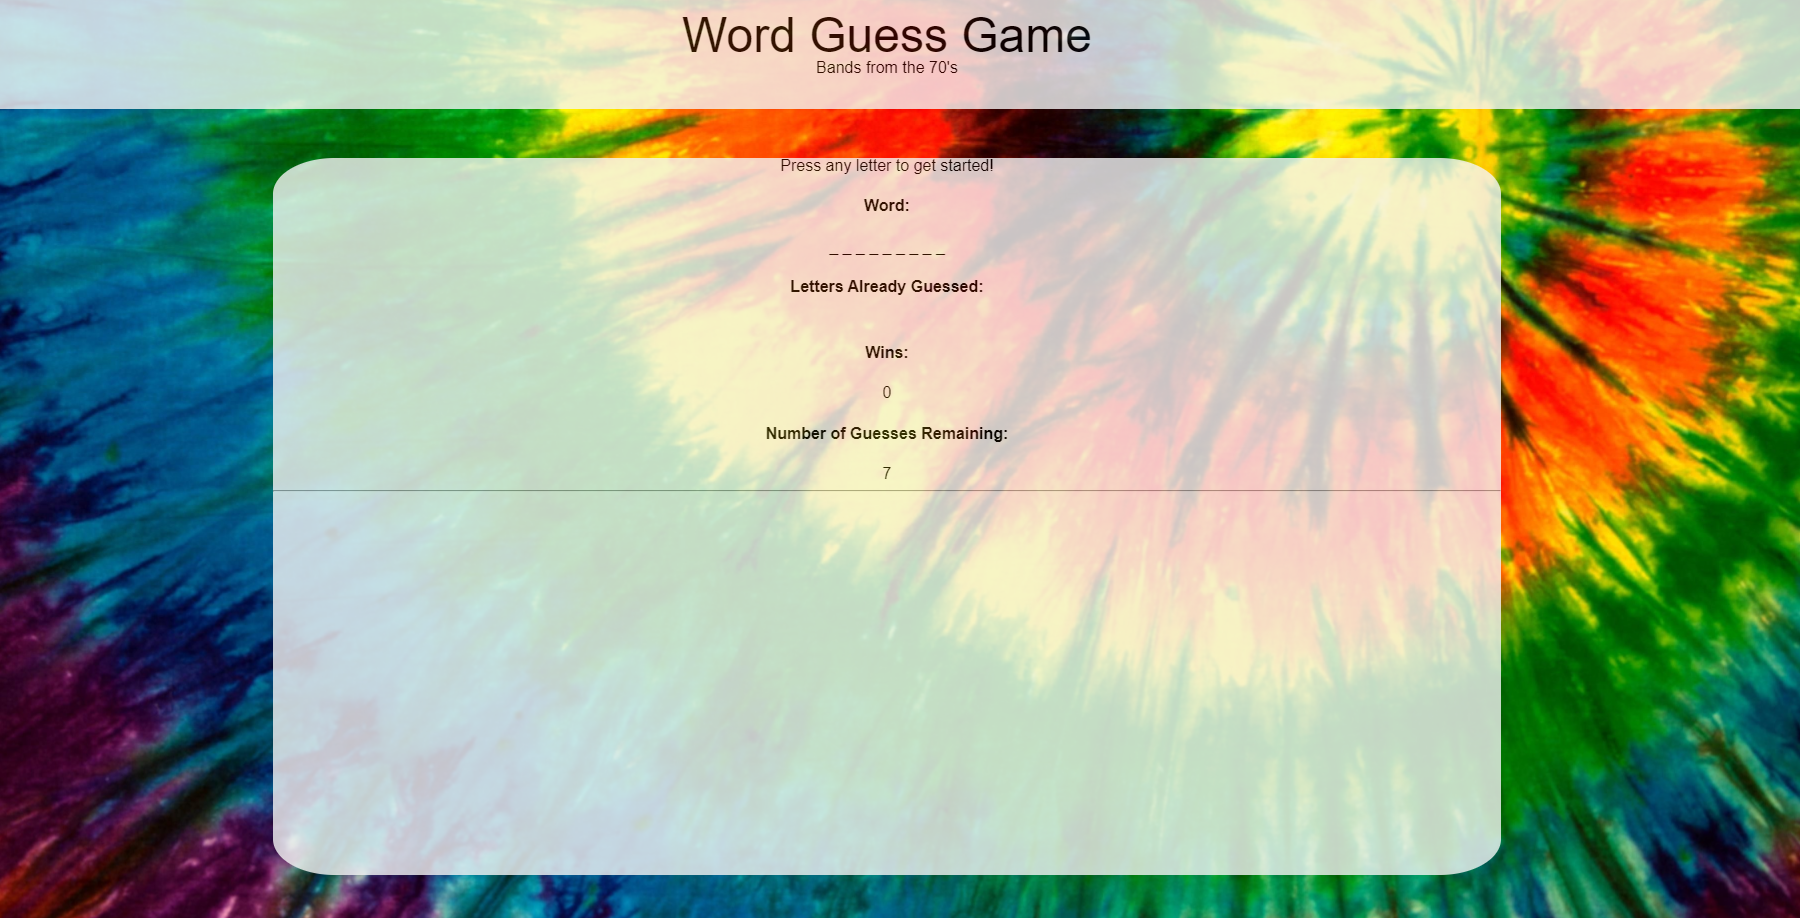 Word Guess Game
Bands from the 70's
Press any letter to get started!
Word:
_ _ _ _ _ _ _ _ _
Letters Already Guessed:
Wins:
0
Number of Guesses Remaining:
7